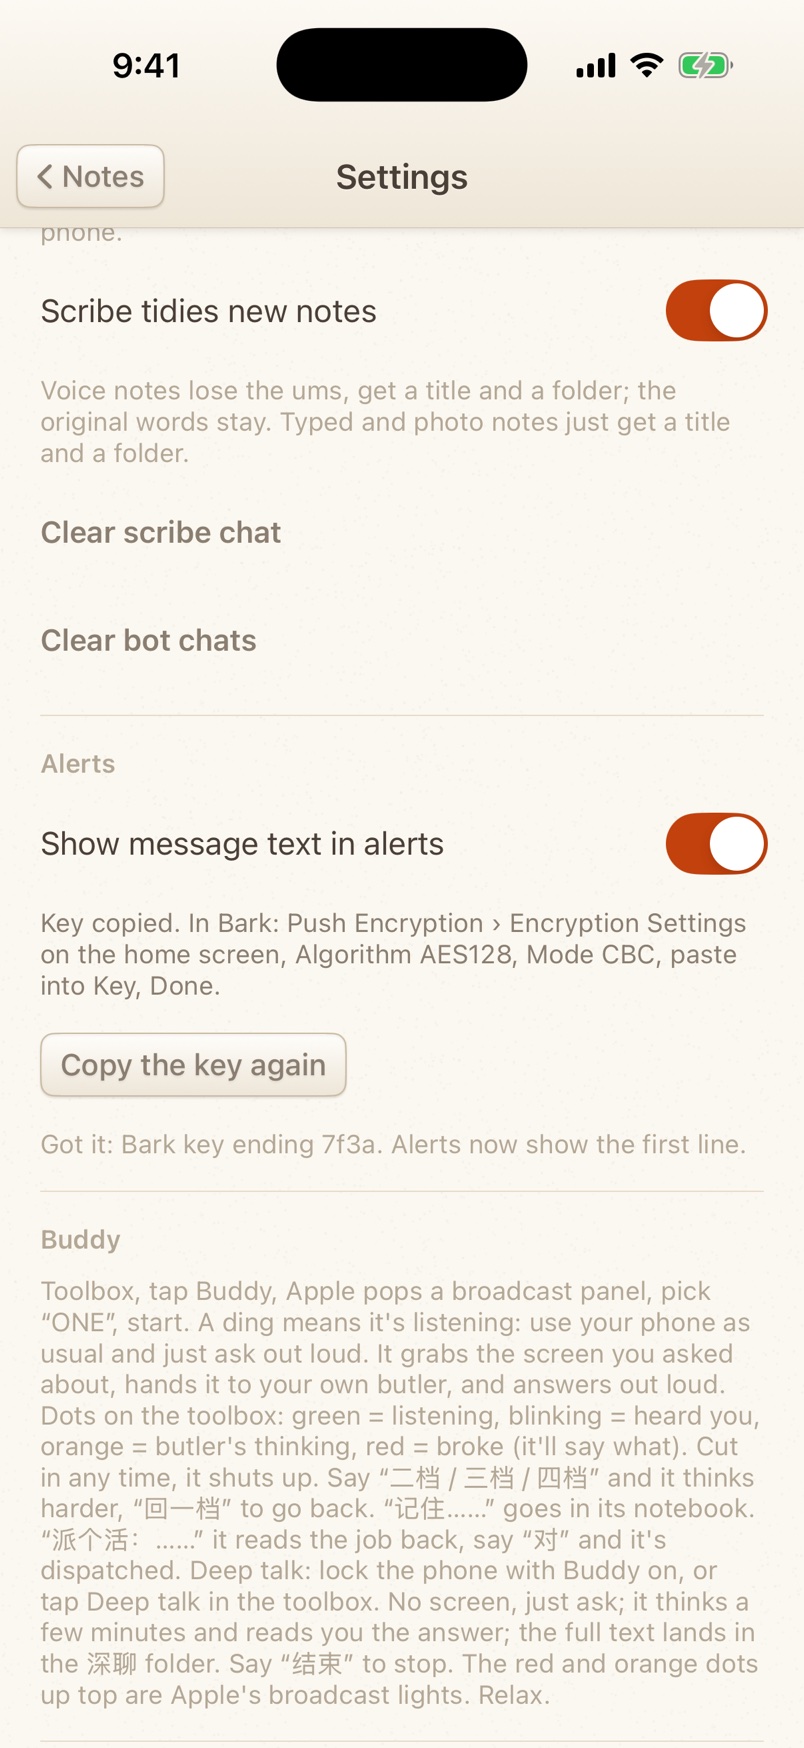 9:41
Notes
Settings
phone.
Scribe tidies new notes
Voice notes lose the ums, get a title and a folder; the
original words stay. Typed and photo notes just get a title
and a folder.
Clear scribe chat
Clear bot chats
Alerts
Show message text in alerts
Key copied. In Bark: Push Encryption › Encryption Settings
on the home screen, Algorithm AES128, Mode CBC, paste
into Key, Done.
Copy the key again
Got it: Bark key ending 7f3a. Alerts now show the first line.
Buddy
Toolbox, tap Buddy, Apple pops a broadcast panel, pick
“ONE”, start. A ding means it's listening: use your phone as
usual and just ask out loud. It grabs the screen you asked
about, hands it to your own butler, and answers out loud.
Dots on the toolbox: green = listening, blinking = heard you,
orange = butler's thinking, red = broke (it'll say what). Cut
in any time, it shuts up. Say “二档 / 三档 / 四档” and it thinks
harder, “回一档” to go back. “记住……” goes in its notebook.
“派个活：……” it reads the job back, say “对” and it's
dispatched. Deep talk: lock the phone with Buddy on, or
tap Deep talk in the toolbox. No screen, just ask; it thinks a
few minutes and reads you the answer; the full text lands in
the 深聊 folder. Say “结束” to stop. The red and orange dots
up top are Apple's broadcast lights. Relax.